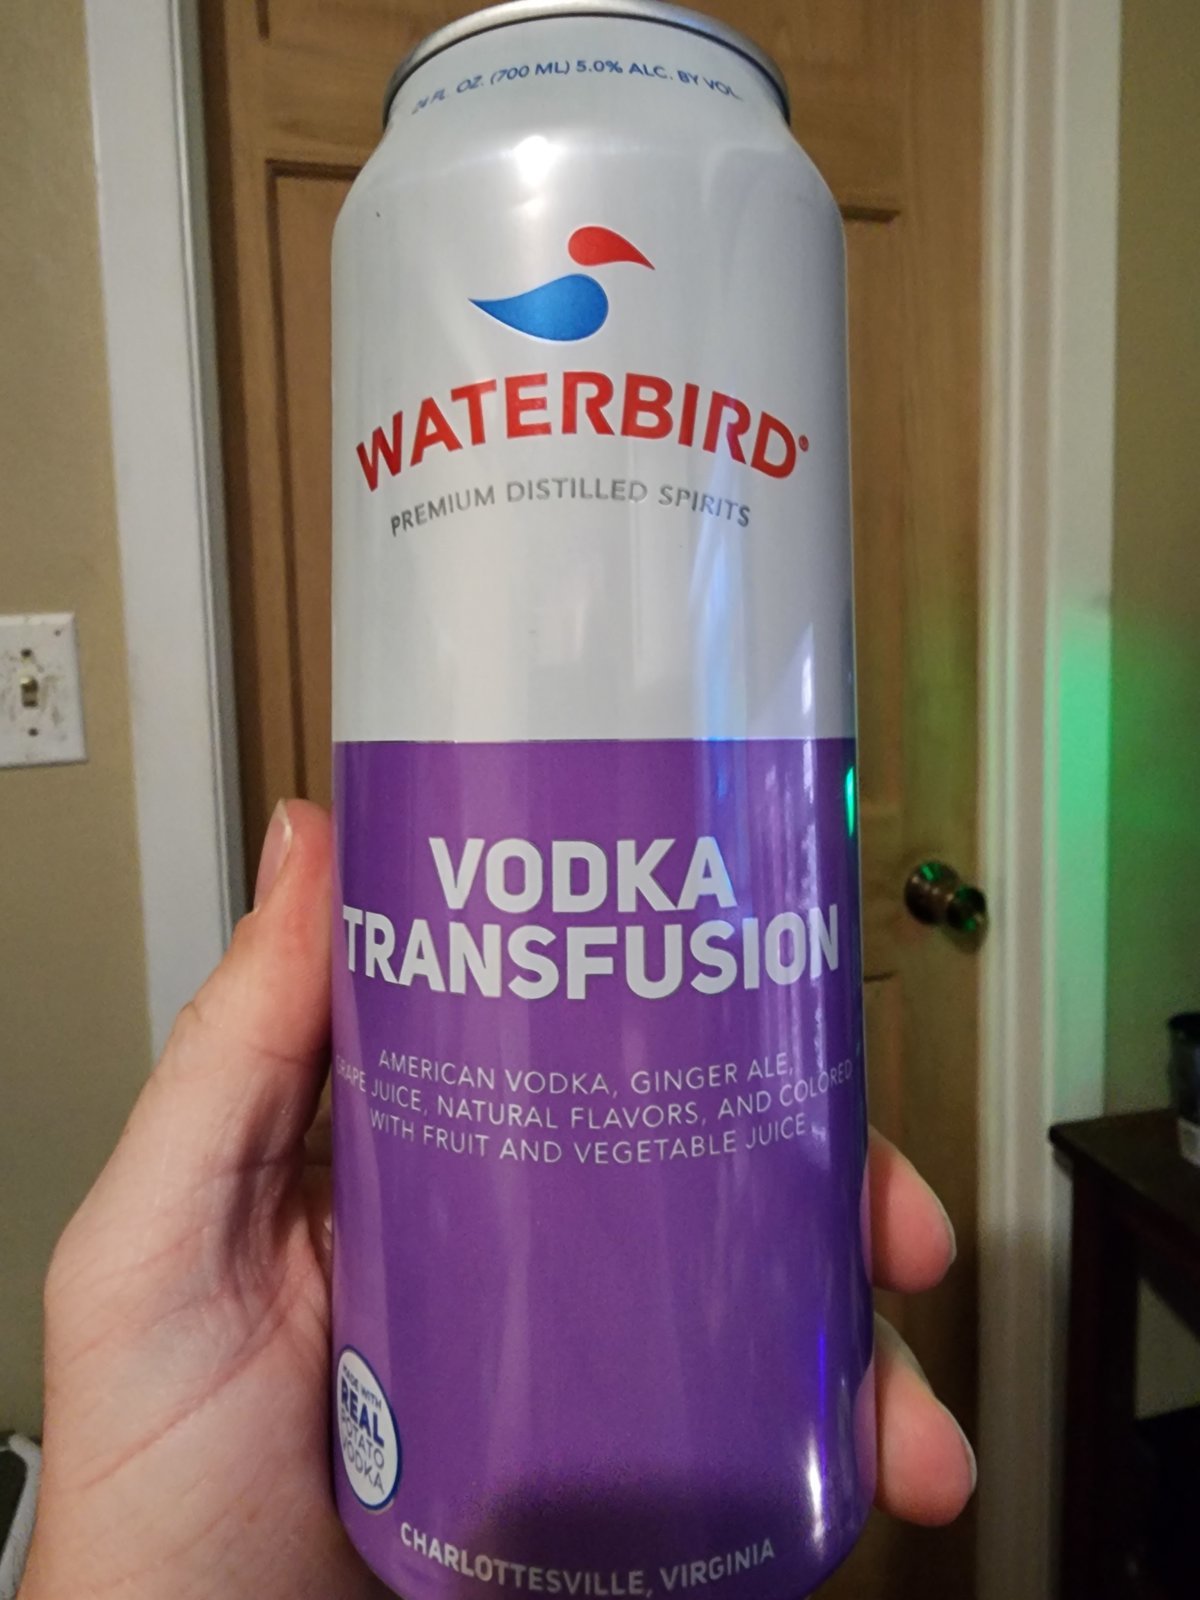 24 FL. OZ. (700 ML) 5.0% ALC. BY VOL.
WATERBIRD®
PREMIUM DISTILLED SPIRITS
VODKA
TRANSFUSION
AMERICAN VODKA, GINGER ALE,
GRAPE JUICE, NATURAL FLAVORS, AND COLORED
WITH FRUIT AND VEGETABLE JUICE
MADE WITH
REAL
POTATO
VODKA
CHARLOTTESVILLE, VIRGINIA